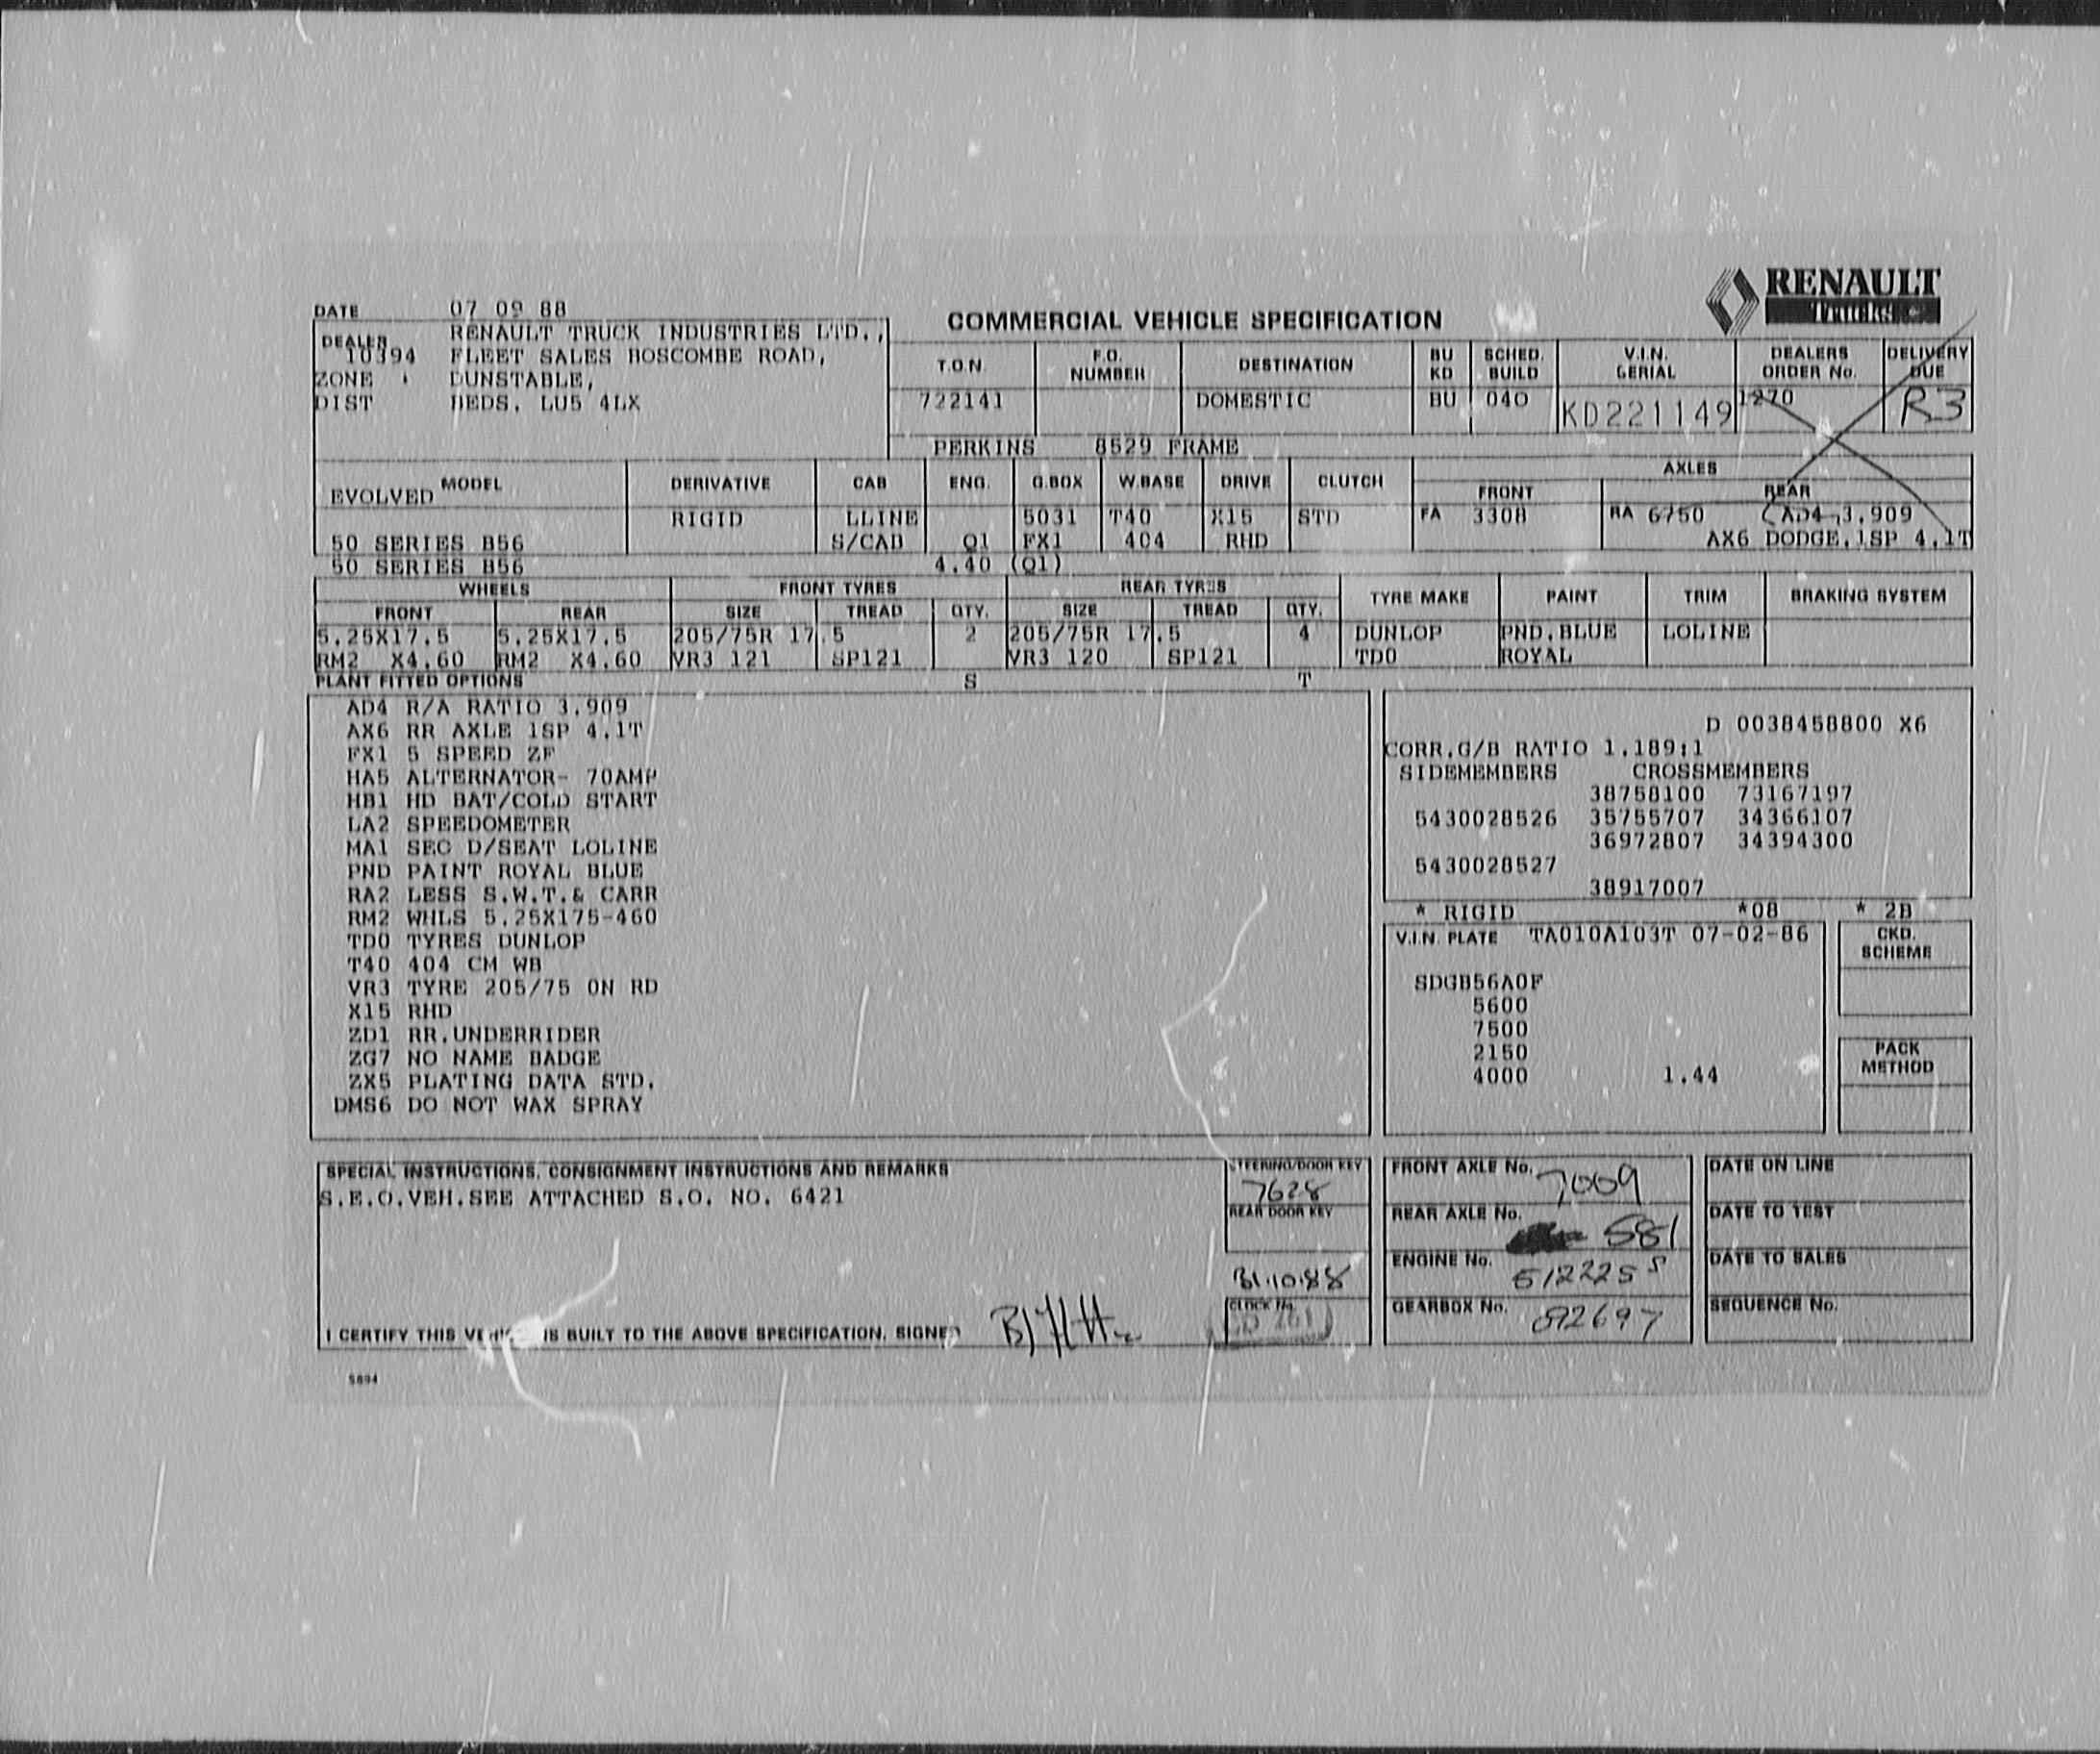 RENAULT
Trucks
DATE 07 09 88
COMMERCIAL VEHICLE SPECIFICATION
DEALER RENAULT TRUCK INDUSTRIES LTD.,
10394 FLEET SALES BOSCOMBE ROAD,
ZONE DUNSTABLE,
DIST BEDS. LU5 4LX
T.O.N F.O. NUMBER DESTINATION BU KD SCHED. BUILD V.I.N. SERIAL DEALERS ORDER No. DELIVERY DUE
722141 DOMESTIC BU 040 KD221149 1270 R3
PERKINS 8529 FRAME
MODEL DERIVATIVE CAB ENG. G.BOX W.BASE DRIVE CLUTCH AXLES
FRONT REAR
EVOLVED
RIGID LLINE 5031 T40 X15 STD FA 3308 RA 6750 AD4 3.909
50 SERIES B56 S/CAB Q1 FX1 404 RHD AX6 DODGE.1SP 4.1T
50 SERIES B56 4.40 (Q1)
WHEELS FRONT TYRES REAR TYRES TYRE MAKE PAINT TRIM BRAKING SYSTEM
FRONT REAR SIZE TREAD QTY. SIZE TREAD QTY.
5.25X17.5 5.25X17.5 205/75R 17.5 2 205/75R 17.5 4 DUNLOP PND.BLUE LOLINE
RM2 X4.60 RM2 X4.60 VR3 121 SP121 VR3 120 SP121 TD0 ROYAL
PLANT FITTED OPTIONS S T
AD4 R/A RATIO 3.909
AX6 RR AXLE 1SP 4.1T
FX1 5 SPEED ZF
HA5 ALTERNATOR- 70AMP
HB1 HD BAT/COLD START
LA2 SPEEDOMETER
MA1 SEC D/SEAT LOLINE
PND PAINT ROYAL BLUE
RA2 LESS S.W.T.& CARR
RM2 WHLS 5.25X175-460
TD0 TYRES DUNLOP
T40 404 CM WB
VR3 TYRE 205/75 ON RD
X15 RHD
ZD1 RR.UNDERRIDER
ZG7 NO NAME BADGE
ZX5 PLATING DATA STD.
DMS6 DO NOT WAX SPRAY
D 0038458800 X6
CORR.G/B RATIO 1.189:1
SIDEMEMBERS CROSSMEMBERS
38758100 73167197
5430028526 35755707 34366107
36972807 34394300
5430028527
38917007
* RIGID *08 * 2B
V.I.N. PLATE TA010A103T 07-02-86
CKD. SCHEME
SDGB56A0F
5600
7500
2150
4000 1.44
PACK METHOD
SPECIAL INSTRUCTIONS, CONSIGNMENT INSTRUCTIONS AND REMARKS
S.E.O.VEH.SEE ATTACHED S.O. NO. 6421
STEERING/DOOR KEY
7628
REAR DOOR KEY
31.10.88
CLOCK No.
I CERTIFY THIS IS BUILT TO THE ABOVE SPECIFICATION. SIGNED
FRONT AXLE No. 7009
REAR AXLE No. 581
ENGINE No. 512225 S
GEARBOX No. 812697
DATE ON LINE
DATE TO TEST
DATE TO SALES
SEQUENCE No.
5894